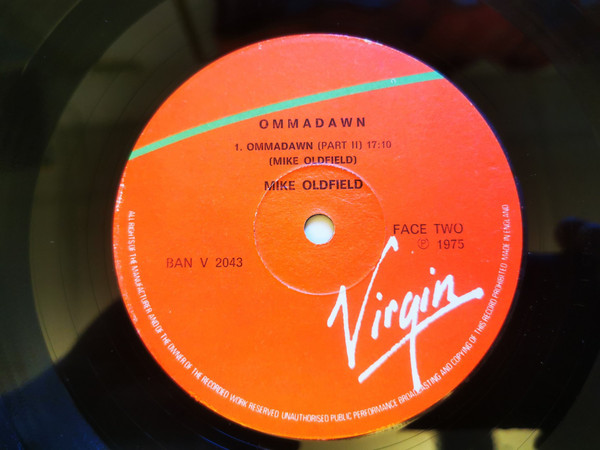 OMMADAWN
1. OMMADAWN (PART II) 17:10
(MIKE OLDFIELD)
MIKE OLDFIELD
FACE TWO
℗ 1975
BAN V 2043
Virgin
ALL RIGHTS OF THE MANUFACTURER AND OF THE OWNER OF THE RECORDED WORK RESERVED UNAUTHORISED PUBLIC PERFORMANCE BROADCASTING AND COPYING OF THIS RECORD PROHIBITED MADE IN ENGLAND